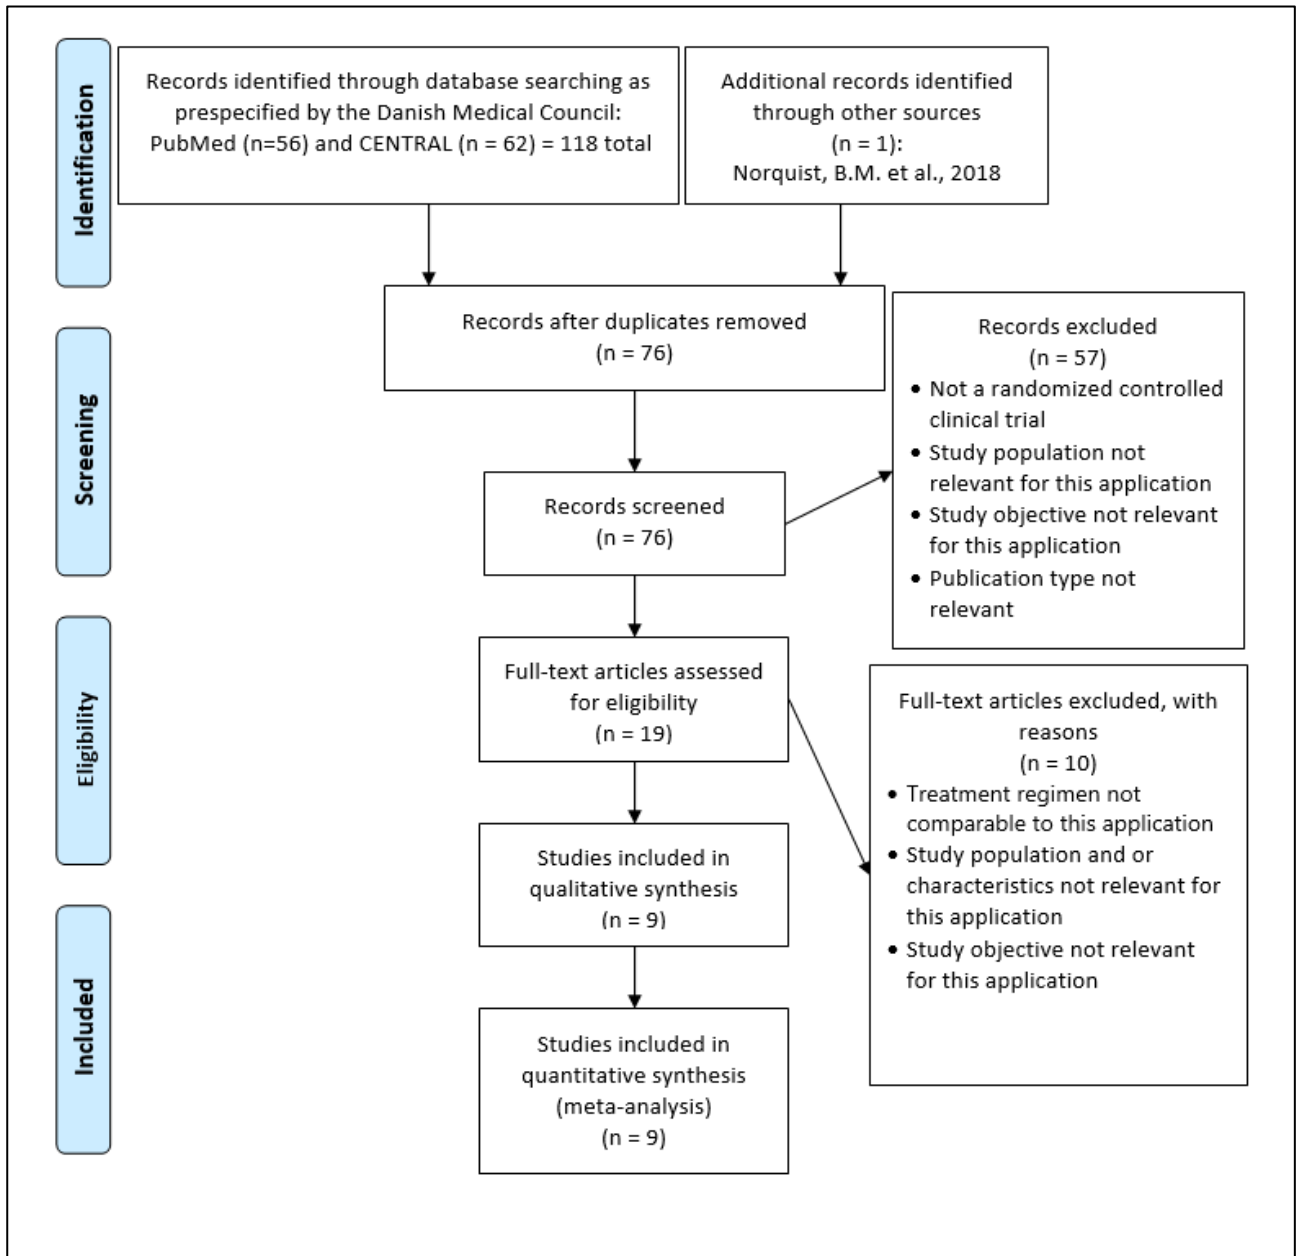 Identification
Records identified through database searching as
prespecified by the Danish Medical Council:
PubMed (n=56) and CENTRAL (n = 62) = 118 total
Additional records identified
through other sources
(n = 1):
Norquist, B.M. et al., 2018
Records after duplicates removed
(n = 76)
Screening
Records screened
(n = 76)
Records excluded
(n = 57)
• Not a randomized controlled
clinical trial
• Study population not
relevant for this application
• Study objective not relevant
for this application
• Publication type not
relevant
Eligibility
Full-text articles assessed
for eligibility
(n = 19)
Full-text articles excluded, with
reasons
(n = 10)
• Treatment regimen not
comparable to this application
• Study population and or
characteristics not relevant for
this application
• Study objective not relevant
for this application
Studies included in
qualitative synthesis
(n = 9)
Included
Studies included in
quantitative synthesis
(meta-analysis)
(n = 9)